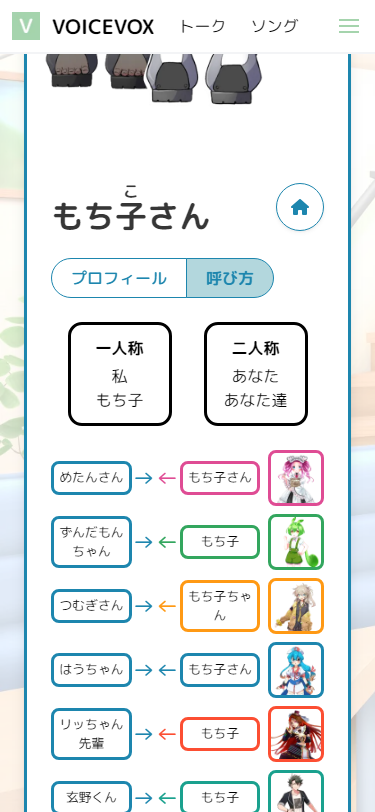 V VOICEVOX トーク ソング
こ
もち子さん
プロフィール 呼び方
一人称
私
もち子
二人称
あなた
あなた達
めたんさん → ← もち子さん
ずんだもん
ちゃん → ← もち子
つむぎさん → ← もち子ちゃ
ん
はうちゃん → ← もち子さん
リッちゃん
先輩 → ← もち子
玄野くん → ← もち子